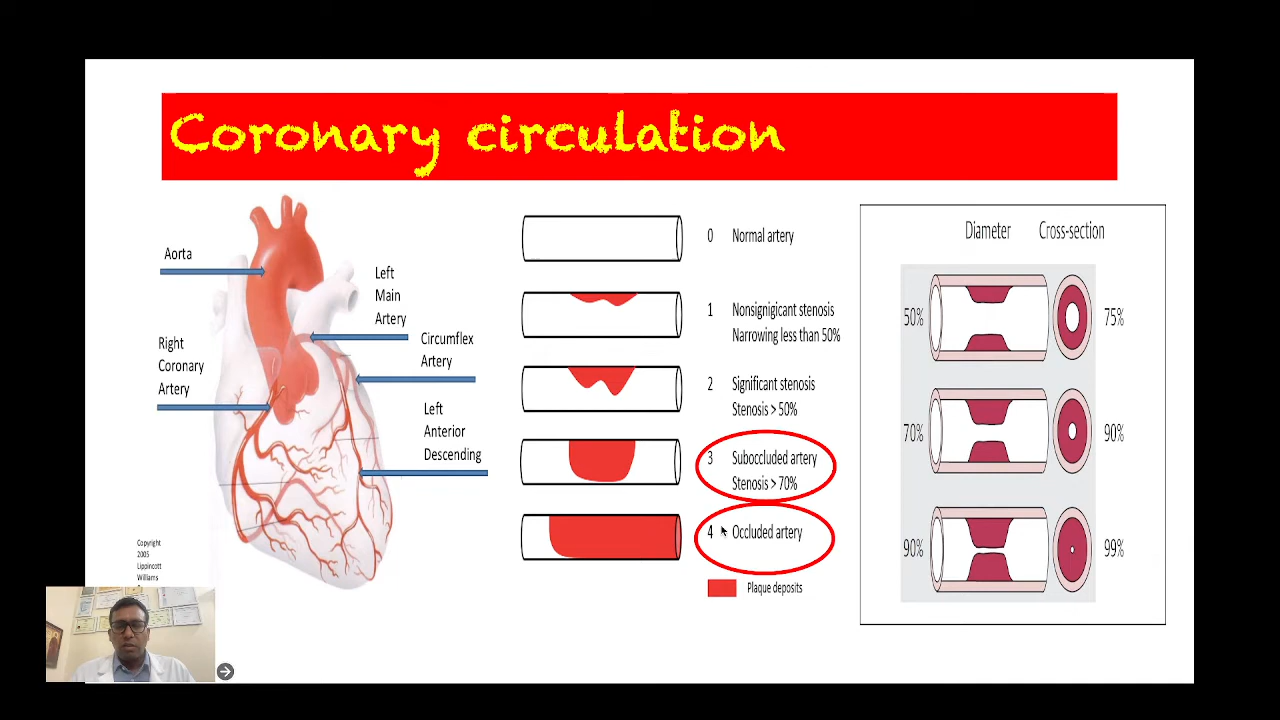 Coronary circulation
Aorta
Left
Main
Artery
Circumflex
Artery
Right
Coronary
Artery
Left
Anterior
Descending
0 Normal artery
1 Nonsignigicant stenosis
Narrowing less than 50%
2 Significant stenosis
Stenosis > 50%
3 Suboccluded artery
Stenosis > 70%
4 Occluded artery
Plaque deposits
Diameter Cross-section
50% 75%
70% 90%
90% 99%
Copyright
2005
Lippincott
Williams